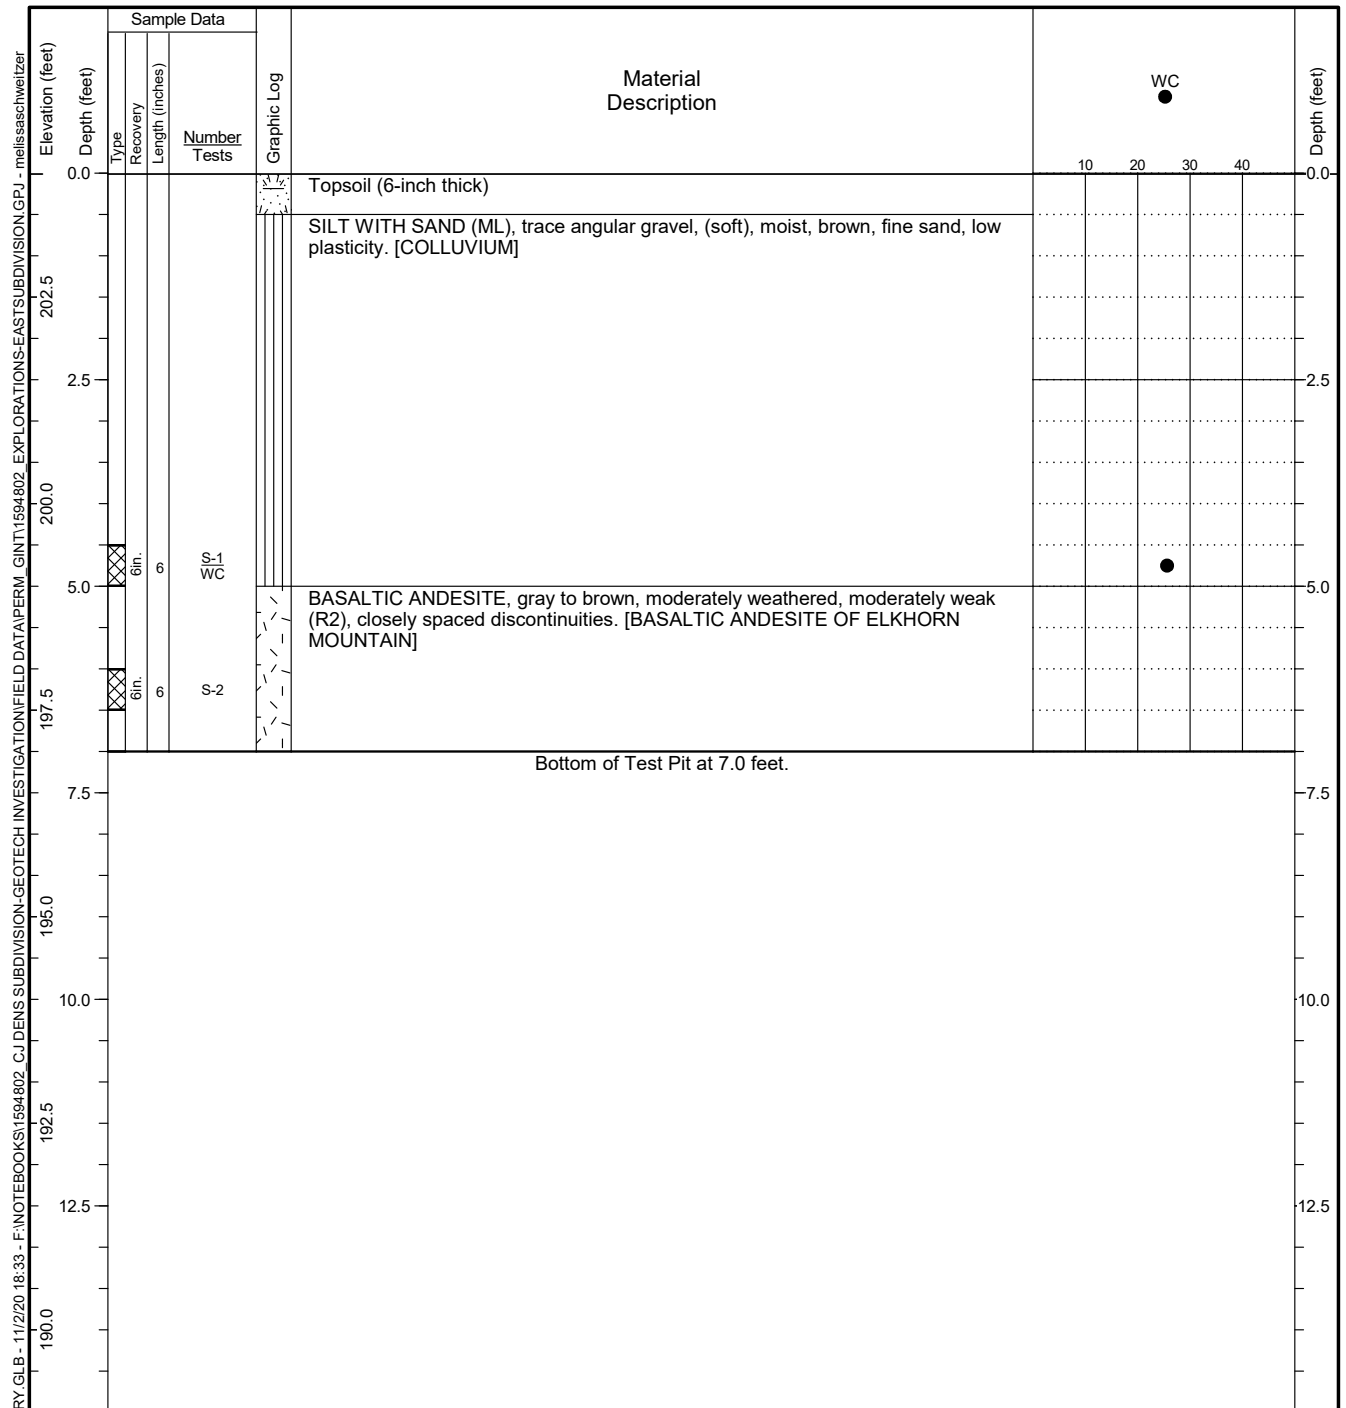 Sample Data
Elevation (feet)
Depth (feet)
Type
Recovery
Length (inches)
Number
Tests
Graphic Log
Material
Description
WC
Depth (feet)
10 20 30 40
0.0 0.0
Topsoil (6-inch thick)
SILT WITH SAND (ML), trace angular gravel, (soft), moist, brown, fine sand, low
plasticity. [COLLUVIUM]
202.5
2.5 2.5
200.0
6in. 6 S-1
WC
5.0 5.0
BASALTIC ANDESITE, gray to brown, moderately weathered, moderately weak
(R2), closely spaced discontinuities. [BASALTIC ANDESITE OF ELKHORN
MOUNTAIN]
6in. 6 S-2
197.5
Bottom of Test Pit at 7.0 feet.
7.5 7.5
195.0
10.0 10.0
192.5
12.5 12.5
190.0
RY.GLB - 11/2/20 18:33 - F:\NOTEBOOKS\1594802_CJ DENS SUBDIVISION-GEOTECH INVESTIGATION\FIELD DATA\PERM_GINT\1594802_EXPLORATIONS-EASTSUBDIVISION.GPJ - melissaschweitzer